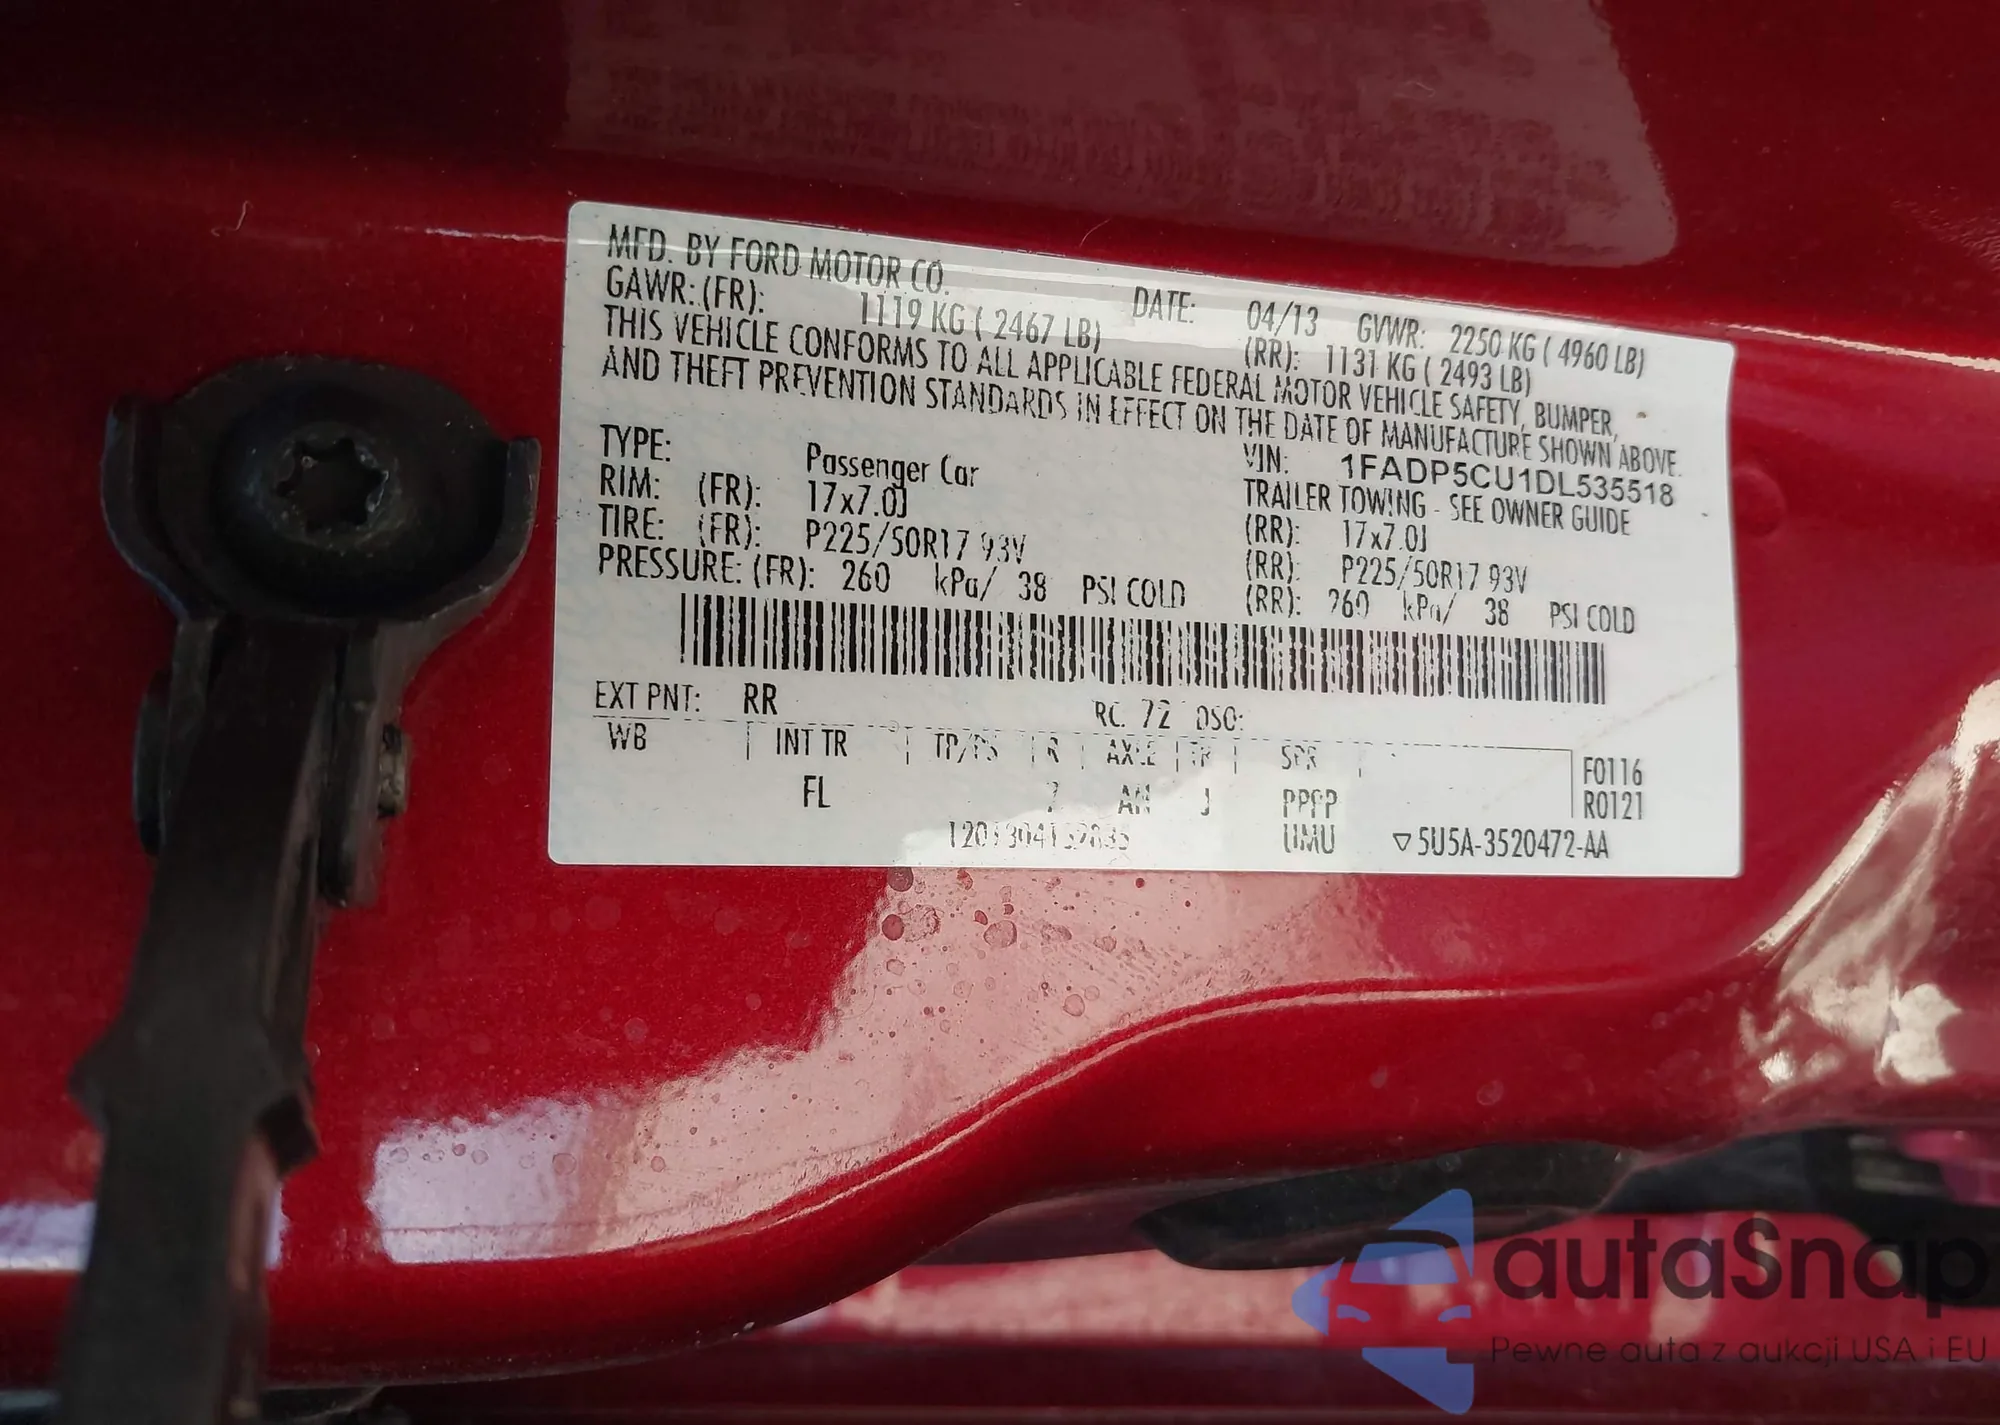 MFD. BY FORD MOTOR CO. DATE: 04/13 GVWR: 2250 KG ( 4960 LB)
GAWR: (FR): 1119 KG ( 2467 LB) (RR): 1131 KG ( 2493 LB)
THIS VEHICLE CONFORMS TO ALL APPLICABLE FEDERAL MOTOR VEHICLE SAFETY, BUMPER,
AND THEFT PREVENTION STANDARDS IN EFFECT ON THE DATE OF MANUFACTURE SHOWN ABOVE.
VIN: 1FADP5CU1DL535518
TYPE: Passenger Car TRAILER TOWING - SEE OWNER GUIDE
RIM: (FR): 17x7.0J (RR): 17x7.0J
TIRE: (FR): P225/50R17 93V (RR): P225/50R17 93V
PRESSURE: (FR): 260 kPa/ 38 PSI COLD (RR): 260 kPa/ 38 PSI COLD
EXT PNT: RR RC: 72 DSO:
WB INT TR TP/PS R AXLE TR SPR F0116
FL AN J PPPP R0121
UMU ▽5U5A-3520472-AA
autaSnap
Pewne auta z aukcji USA i EU